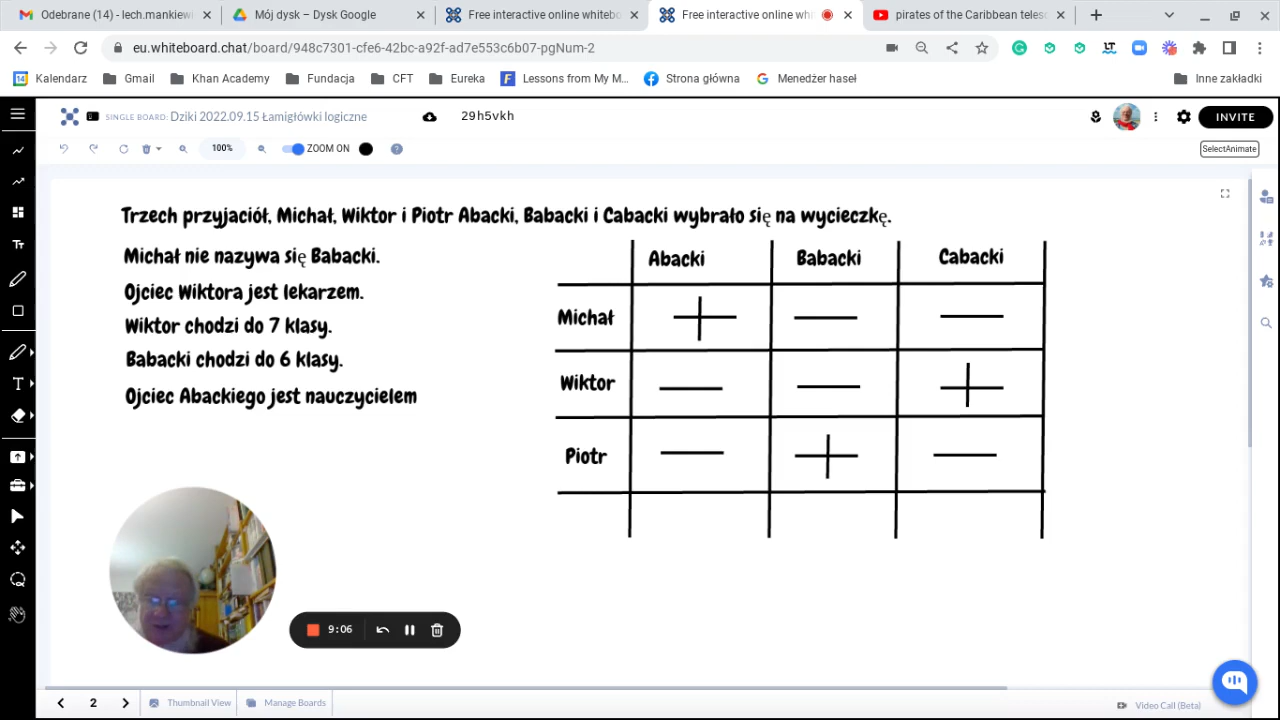 Odebrane (14) - lech.mankiewi
Mój dysk – Dysk Google
Free interactive online whitebo
Free interactive online whi
pirates of the Caribbean telesc
eu.whiteboard.chat/board/948c7301-cfe6-42bc-a92f-ad7e553c6b07-pgNum-2
Kalendarz
Gmail
Khan Academy
Fundacja
CFT
Eureka
Lessons from My M...
Strona główna
Menedżer haseł
Inne zakładki
SINGLE BOARD: Dziki 2022.09.15 Łamigłówki logiczne
29h5vkh
INVITE
100%
ZOOM ON
SelectAnimate
Trzech przyjaciół, Michał, Wiktor i Piotr Abacki, Babacki i Cabacki wybrało się na wycieczkę.
Michał nie nazywa się Babacki.
Ojciec Wiktora jest lekarzem.
Wiktor chodzi do 7 klasy.
Babacki chodzi do 6 klasy.
Ojciec Abackiego jest nauczycielem
Abacki Babacki Cabacki
Michał + — —
Wiktor — — +
Piotr — + —
9:06
2
Thumbnail View
Manage Boards
Video Call (Beta)